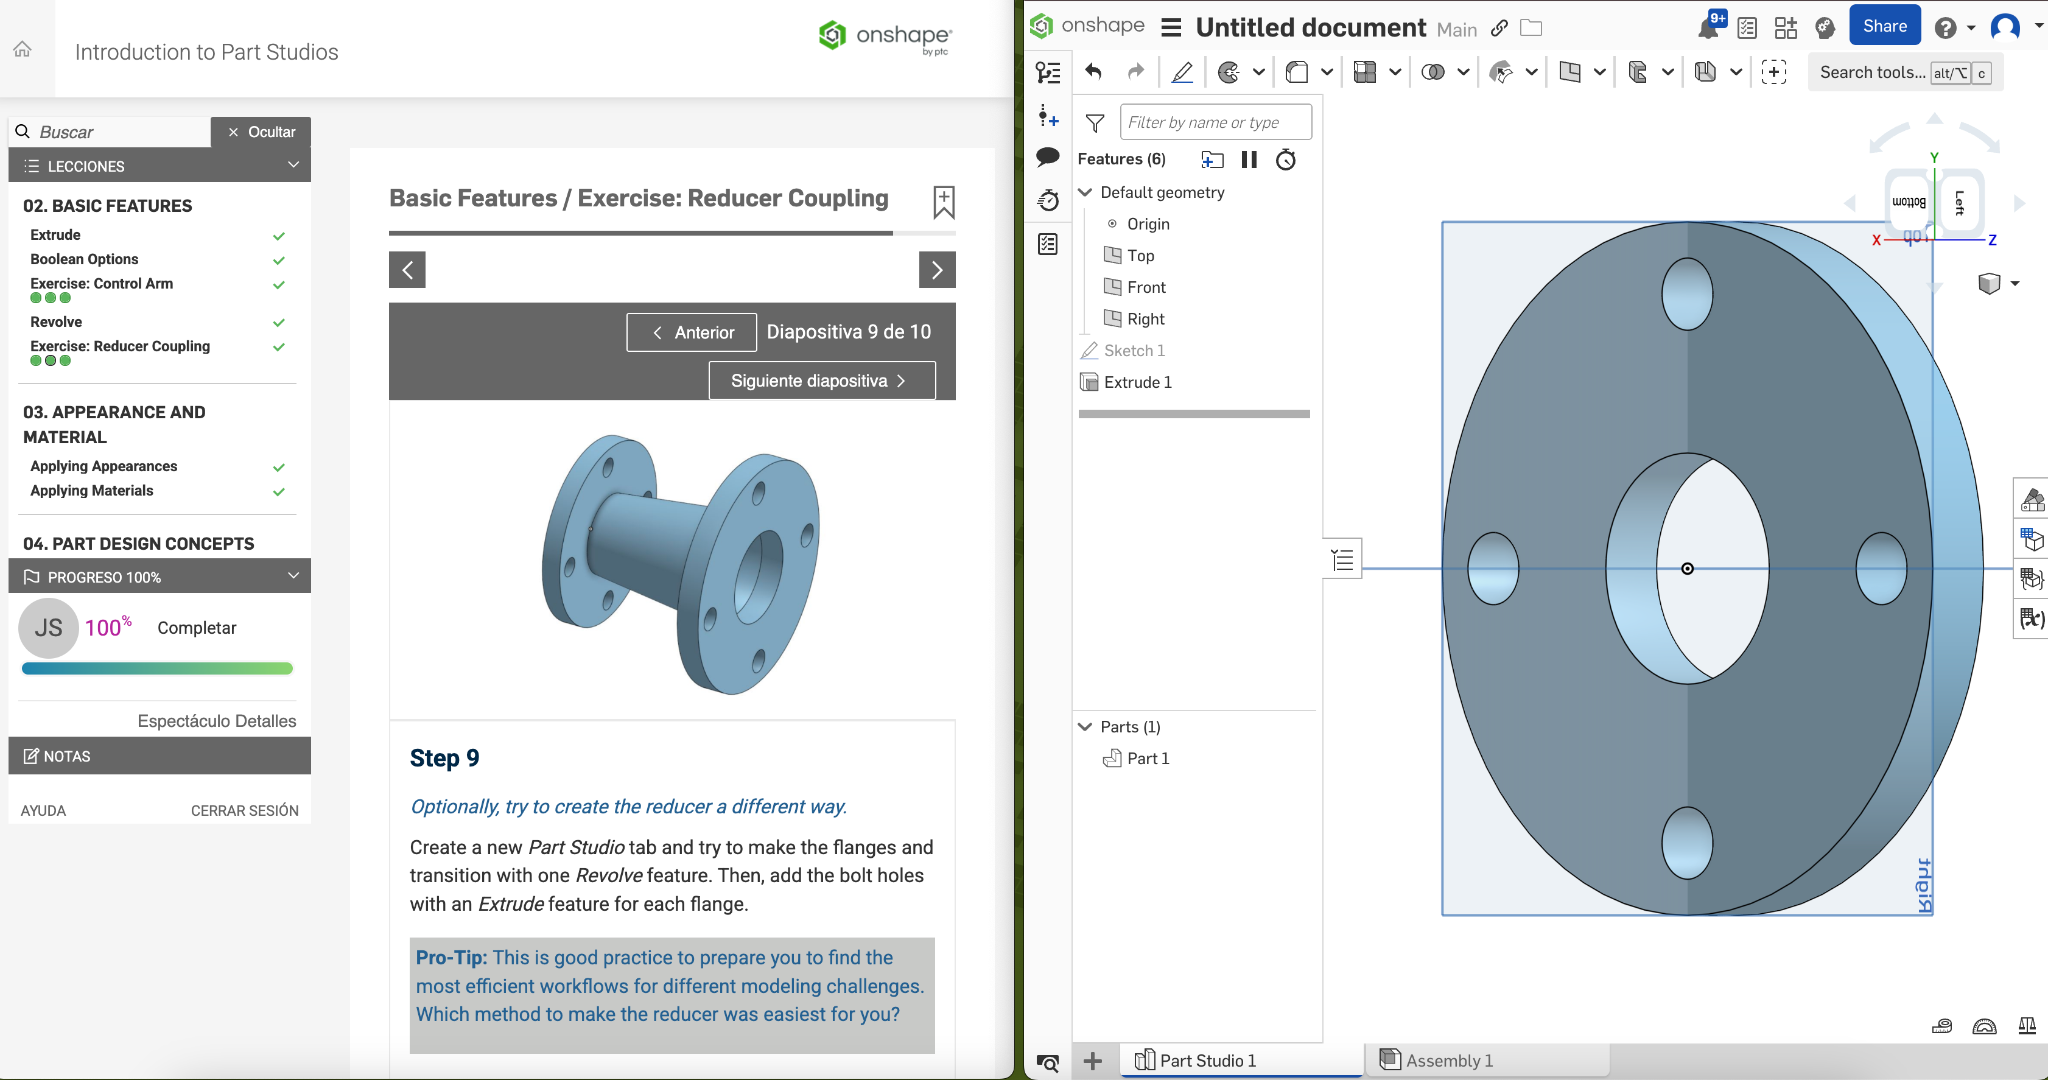 Introduction to Part Studios
onshape
by ptc
Buscar
× Ocultar
LECCIONES
02. BASIC FEATURES
Extrude
Boolean Options
Exercise: Control Arm
Revolve
Exercise: Reducer Coupling
03. APPEARANCE AND
MATERIAL
Applying Appearances
Applying Materials
04. PART DESIGN CONCEPTS
PROGRESO 100%
JS 100% Completar
Espectáculo Detalles
NOTAS
AYUDA CERRAR SESIÓN
Basic Features / Exercise: Reducer Coupling
Anterior Diapositiva 9 de 10
Siguiente diapositiva
Step 9
Optionally, try to create the reducer a different way.
Create a new Part Studio tab and try to make the flanges and
transition with one Revolve feature. Then, add the bolt holes
with an Extrude feature for each flange.
Pro-Tip: This is good practice to prepare you to find the
most efficient workflows for different modeling challenges.
Which method to make the reducer was easiest for you?
onshape Untitled document Main 9+ Share
Search tools... alt/⌥ c
Filter by name or type
Features (6)
Default geometry
Origin
Top
Front
Right
Sketch 1
Extrude 1
Parts (1)
Part 1
Y
Bottom Left
X Z
Right
(x)
Part Studio 1 Assembly 1